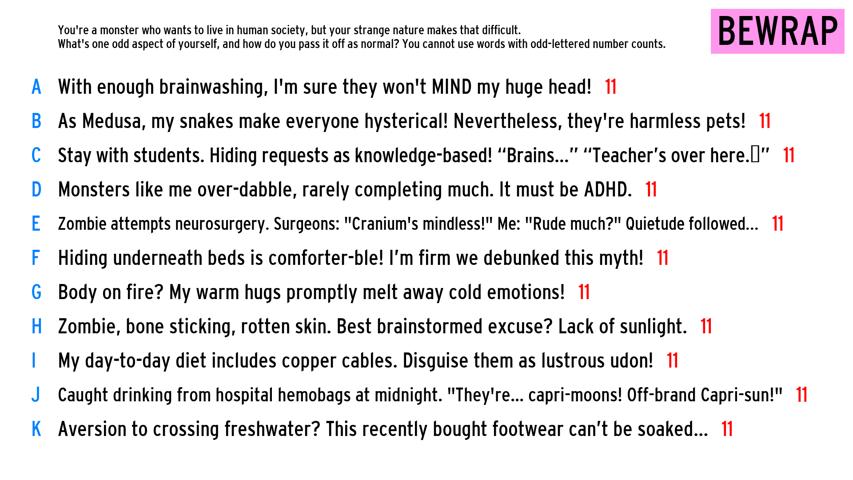 You're a monster who wants to live in human society, but your strange nature makes that difficult.
What's one odd aspect of yourself, and how do you pass it off as normal? You cannot use words with odd-lettered number counts.
BEWRAP
A With enough brainwashing, I'm sure they won't MIND my huge head! 11
B As Medusa, my snakes make everyone hysterical! Nevertheless, they're harmless pets! 11
C Stay with students. Hiding requests as knowledge-based! “Brains...” “Teacher’s over here.▯” 11
D Monsters like me over-dabble, rarely completing much. It must be ADHD. 11
E Zombie attempts neurosurgery. Surgeons: "Cranium's mindless!" Me: "Rude much?" Quietude followed... 11
F Hiding underneath beds is comforter-ble! I’m firm we debunked this myth! 11
G Body on fire? My warm hugs promptly melt away cold emotions! 11
H Zombie, bone sticking, rotten skin. Best brainstormed excuse? Lack of sunlight. 11
I My day-to-day diet includes copper cables. Disguise them as lustrous udon! 11
J Caught drinking from hospital hemobags at midnight. "They're... capri-moons! Off-brand Capri-sun!" 11
K Aversion to crossing freshwater? This recently bought footwear can’t be soaked... 11